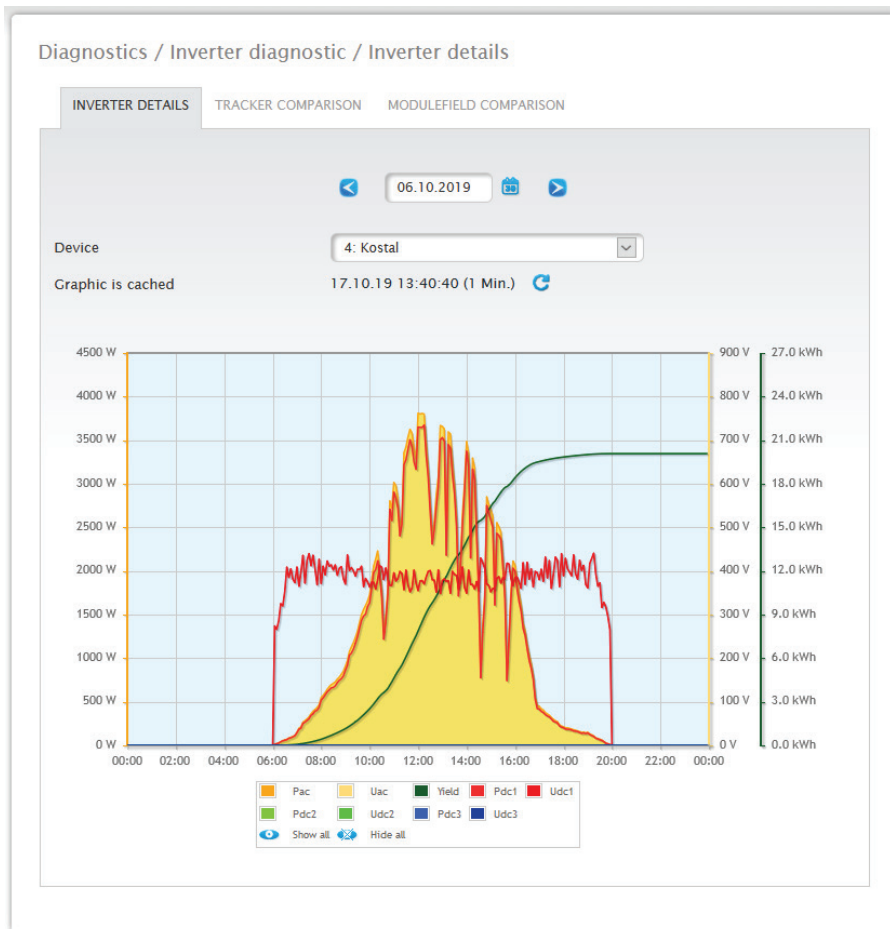 Diagnostics / Inverter diagnostic / Inverter details
INVERTER DETAILS TRACKER COMPARISON MODULEFIELD COMPARISON
06.10.2019 30
Device 4: Kostal
Graphic is cached 17.10.19 13:40:40 (1 Min.)
4500 W 900 V 27.0 kWh
4000 W 800 V 24.0 kWh
3500 W 700 V 21.0 kWh
3000 W 600 V 18.0 kWh
2500 W 500 V 15.0 kWh
2000 W 400 V 12.0 kWh
1500 W 300 V 9.0 kWh
1000 W 200 V 6.0 kWh
500 W 100 V 3.0 kWh
0 W 0 V 0.0 kWh
00:00 02:00 04:00 06:00 08:00 10:00 12:00 14:00 16:00 18:00 20:00 22:00 00:00
Pac Uac Yield Pdc1 Udc1
Pdc2 Udc2 Pdc3 Udc3
Show all Hide all